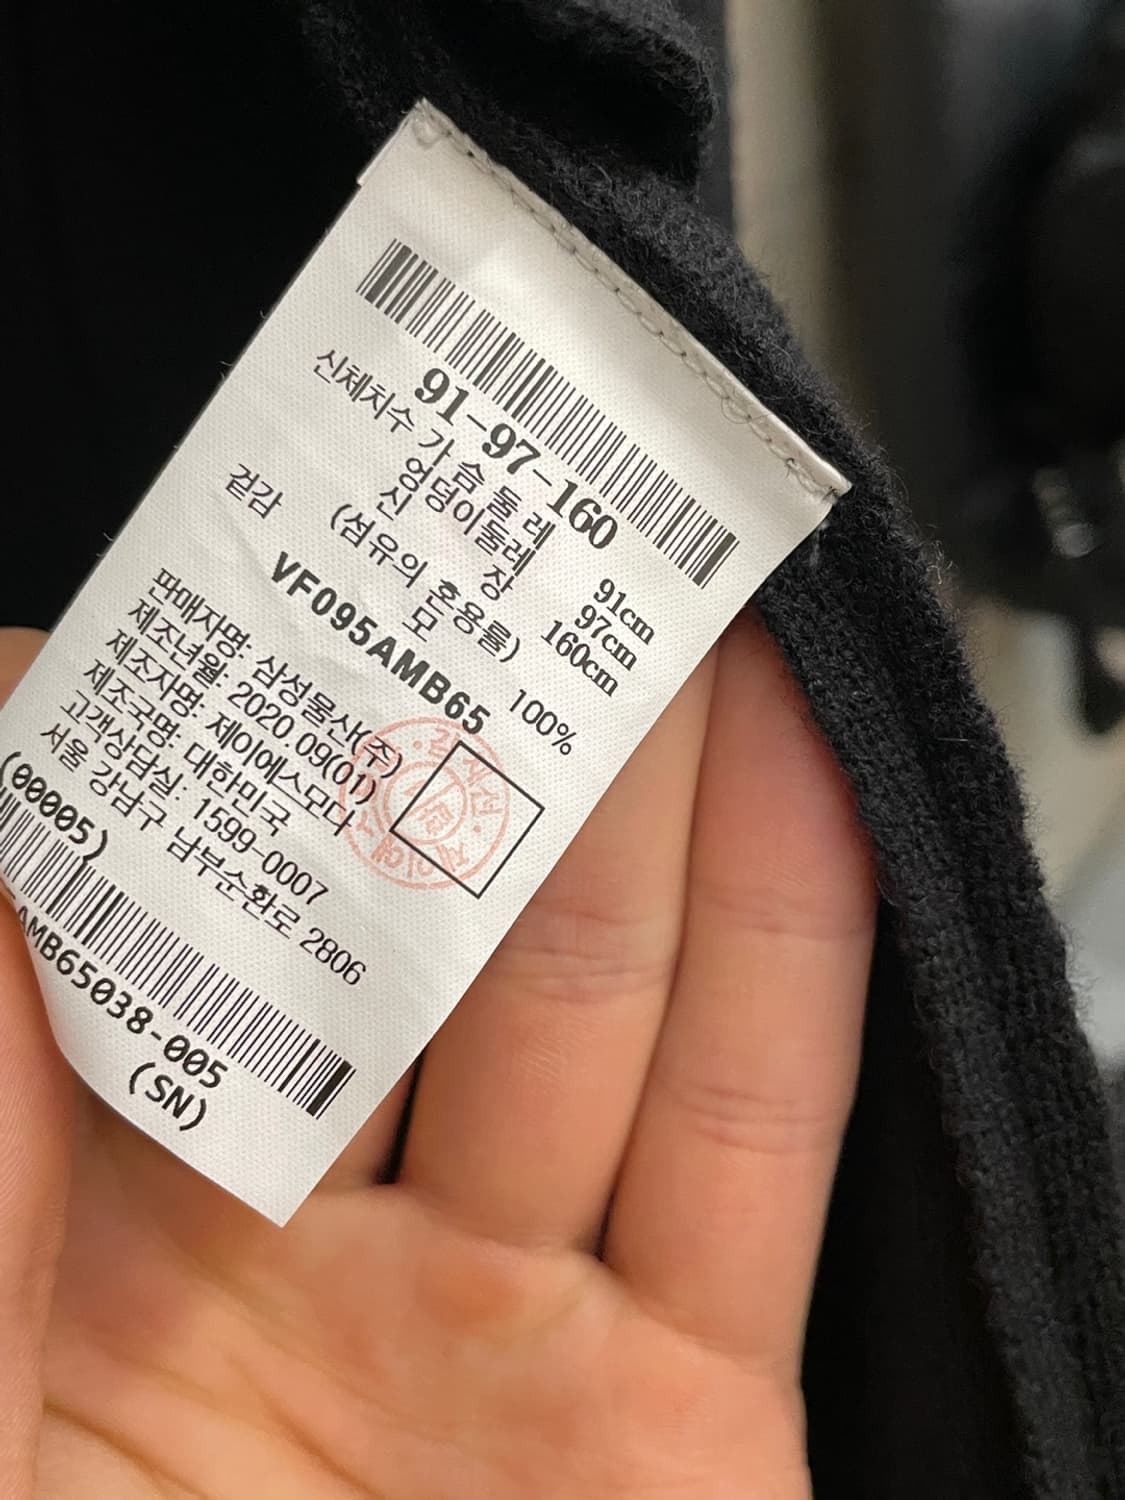 91-97-160
신체치수 가슴둘레 91cm
엉덩이둘레 97cm
신장 160cm
(섬유의 혼용률)
겉감 모 100%
VF095AMB65
판매자명: 삼성물산(주)
제조년월: 2020.09(01)
제조자명: 제이에스모다
제조국명: 대한민국
고객상담실: 1599-0007
서울 강남구 남부순환로 2806
(00005)
AMB65038-005
(SN)